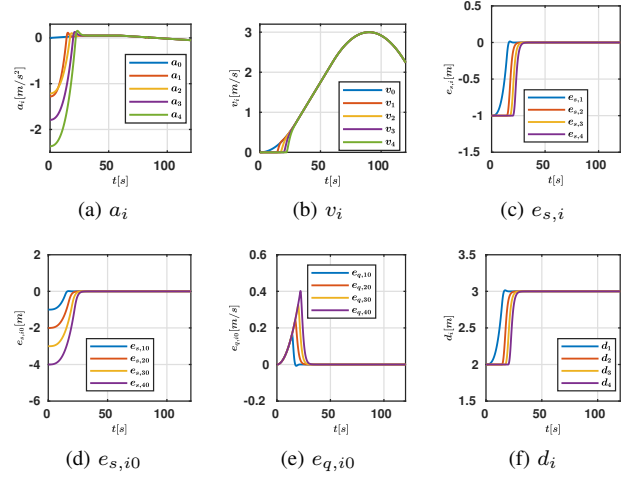 0
-1
-2
a_i[m/s²]
a_0
a_1
a_2
a_3
a_4
0 50 100
t[s]
(a) a_i
3
2
1
0
v_i[m/s]
v_0
v_1
v_2
v_3
v_4
0 50 100
t[s]
(b) v_i
0.5
0
-0.5
-1
-1.5
e_{s,i}[m]
e_{s,1}
e_{s,2}
e_{s,3}
e_{s,4}
0 50 100
t[s]
(c) e_{s,i}
2
0
-2
-4
-6
e_{s,i0}[m]
e_{s,10}
e_{s,20}
e_{s,30}
e_{s,40}
0 50 100
t[s]
(d) e_{s,i0}
0.6
0.4
0.2
0
-0.2
e_{q,i0}[m/s]
e_{q,10}
e_{q,20}
e_{q,30}
e_{q,40}
0 50 100
t[s]
(e) e_{q,i0}
3.5
3
2.5
2
1.5
d_i[m]
d_1
d_2
d_3
d_4
0 50 100
t[s]
(f) d_i